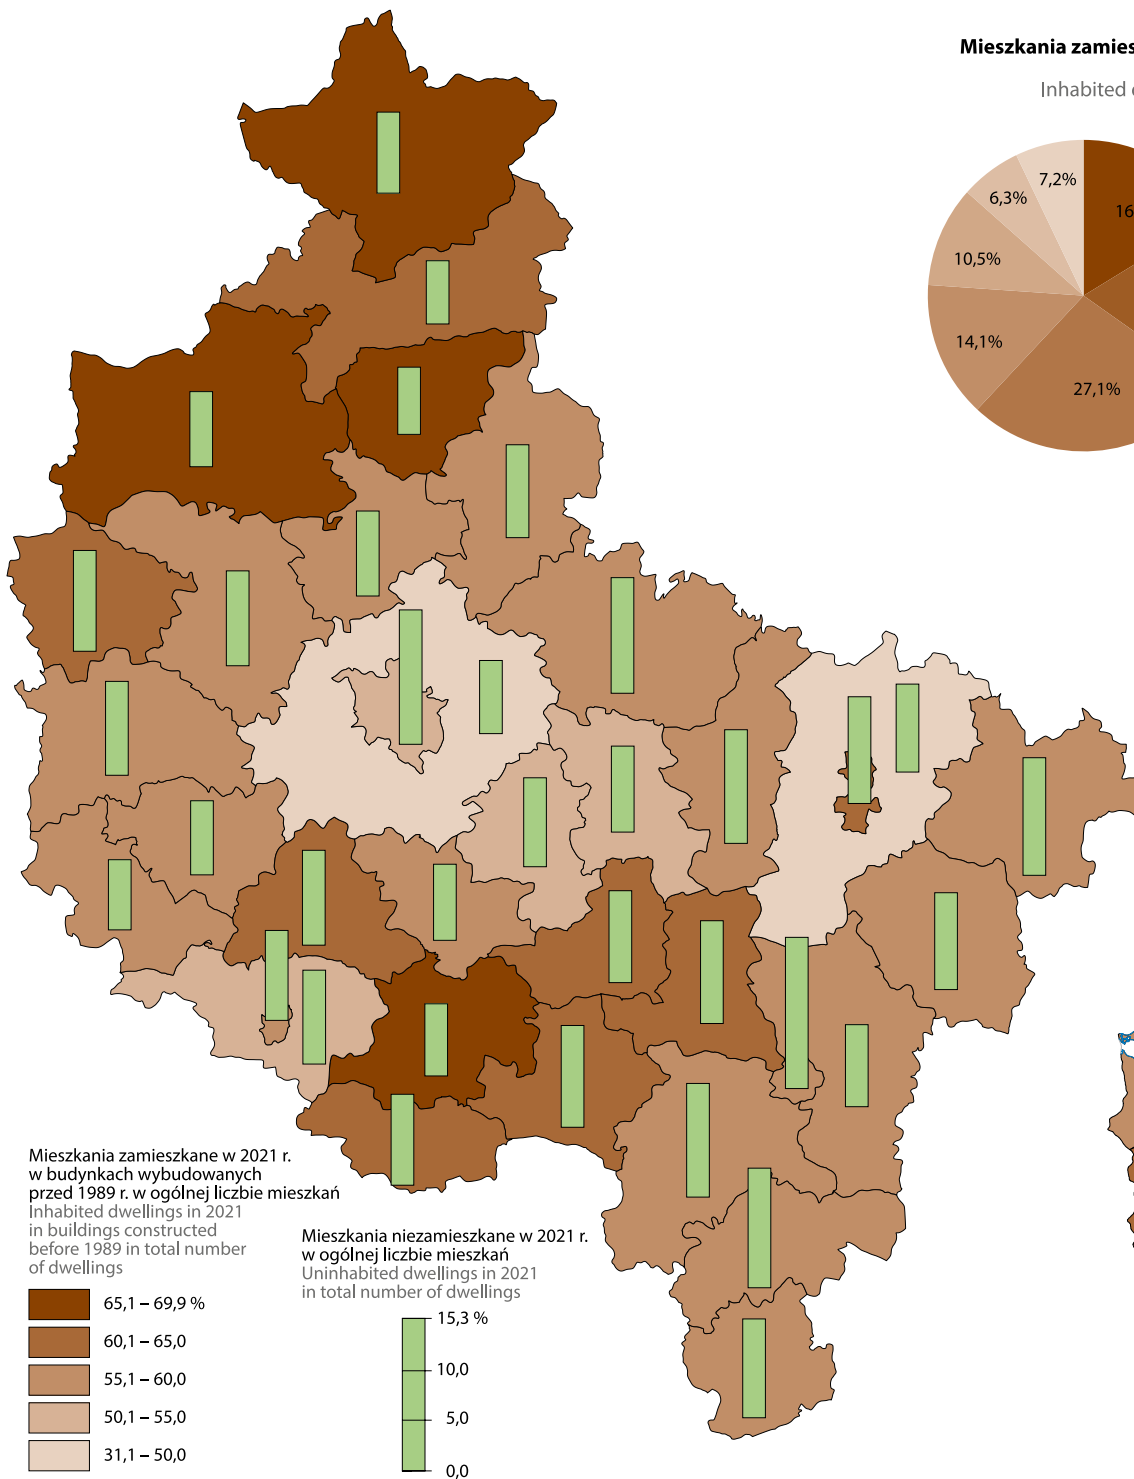 Mieszkania zamies
Inhabited
7,2%
6,3%
16
10,5%
14,1%
27,1%
Mieszkania zamieszkane w 2021 r.
w budynkach wybudowanych
przed 1989 r. w ogólnej liczbie mieszkań
Inhabited dwellings in 2021
in buildings constructed
before 1989 in total number
of dwellings
65,1 – 69,9 %
60,1 – 65,0
55,1 – 60,0
50,1 – 55,0
31,1 – 50,0
Mieszkania niezamieszkane w 2021 r.
w ogólnej liczbie mieszkań
Uninhabited dwellings in 2021
in total number of dwellings
15,3 %
10,0
5,0
0,0